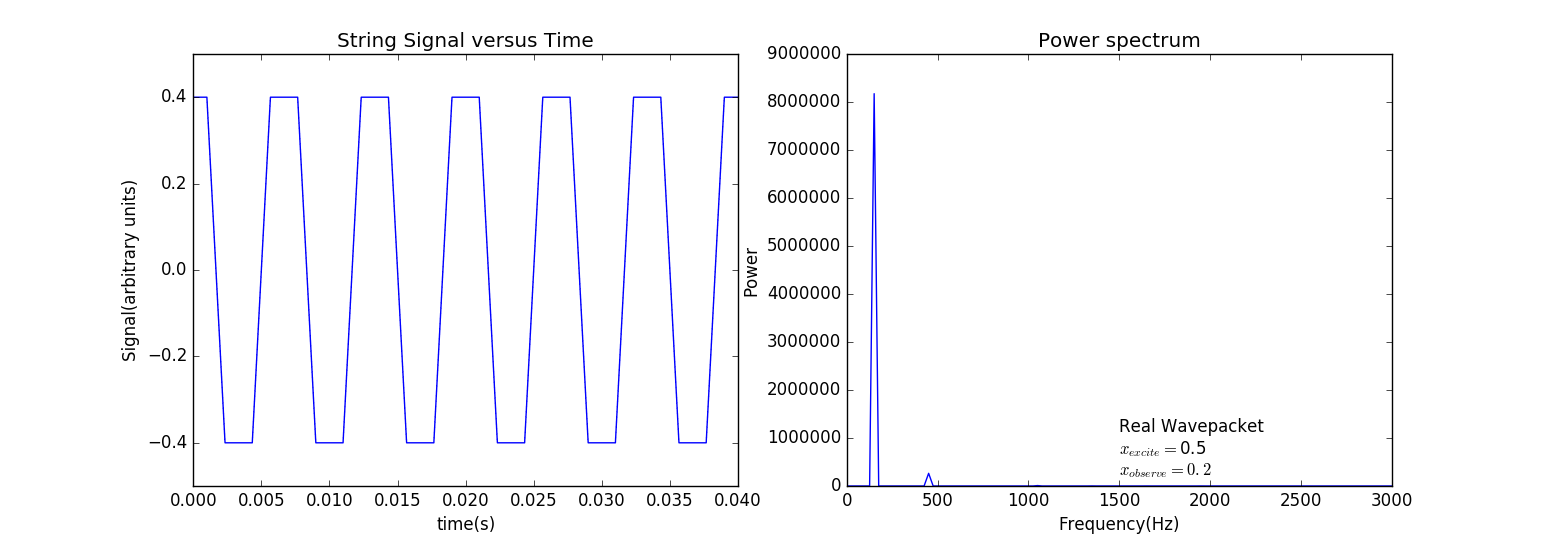 String Signal versus Time
Signal(arbitrary units)
0.4
0.2
0.0
−0.2
−0.4
0.000 0.005 0.010 0.015 0.020 0.025 0.030 0.035 0.040
time(s)
Power spectrum
Power
9000000
8000000
7000000
6000000
5000000
4000000
3000000
2000000
1000000
0
Real Wavepacket
x_excite = 0.5
x_observe = 0.2
0 500 1000 1500 2000 2500 3000
Frequency(Hz)